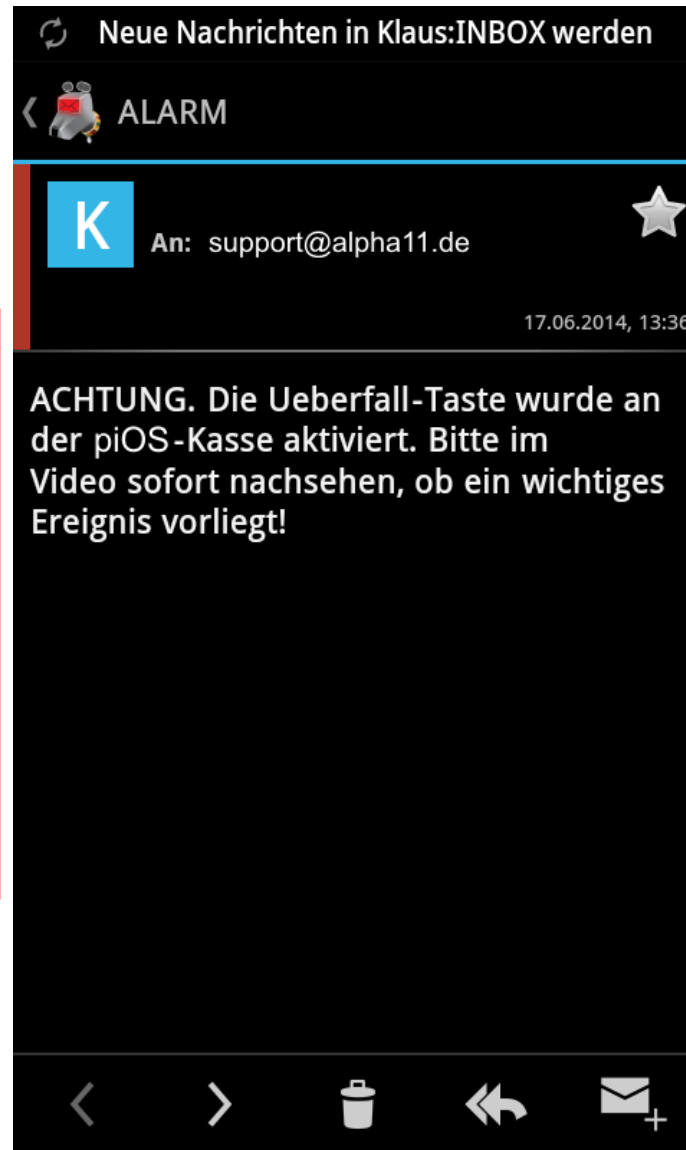 Neue Nachrichten in Klaus:INBOX werden
ALARM
K
An: support@alpha11.de
17.06.2014, 13:36
ACHTUNG. Die Ueberfall-Taste wurde an
der piOS-Kasse aktiviert. Bitte im
Video sofort nachsehen, ob ein wichtiges
Ereignis vorliegt!